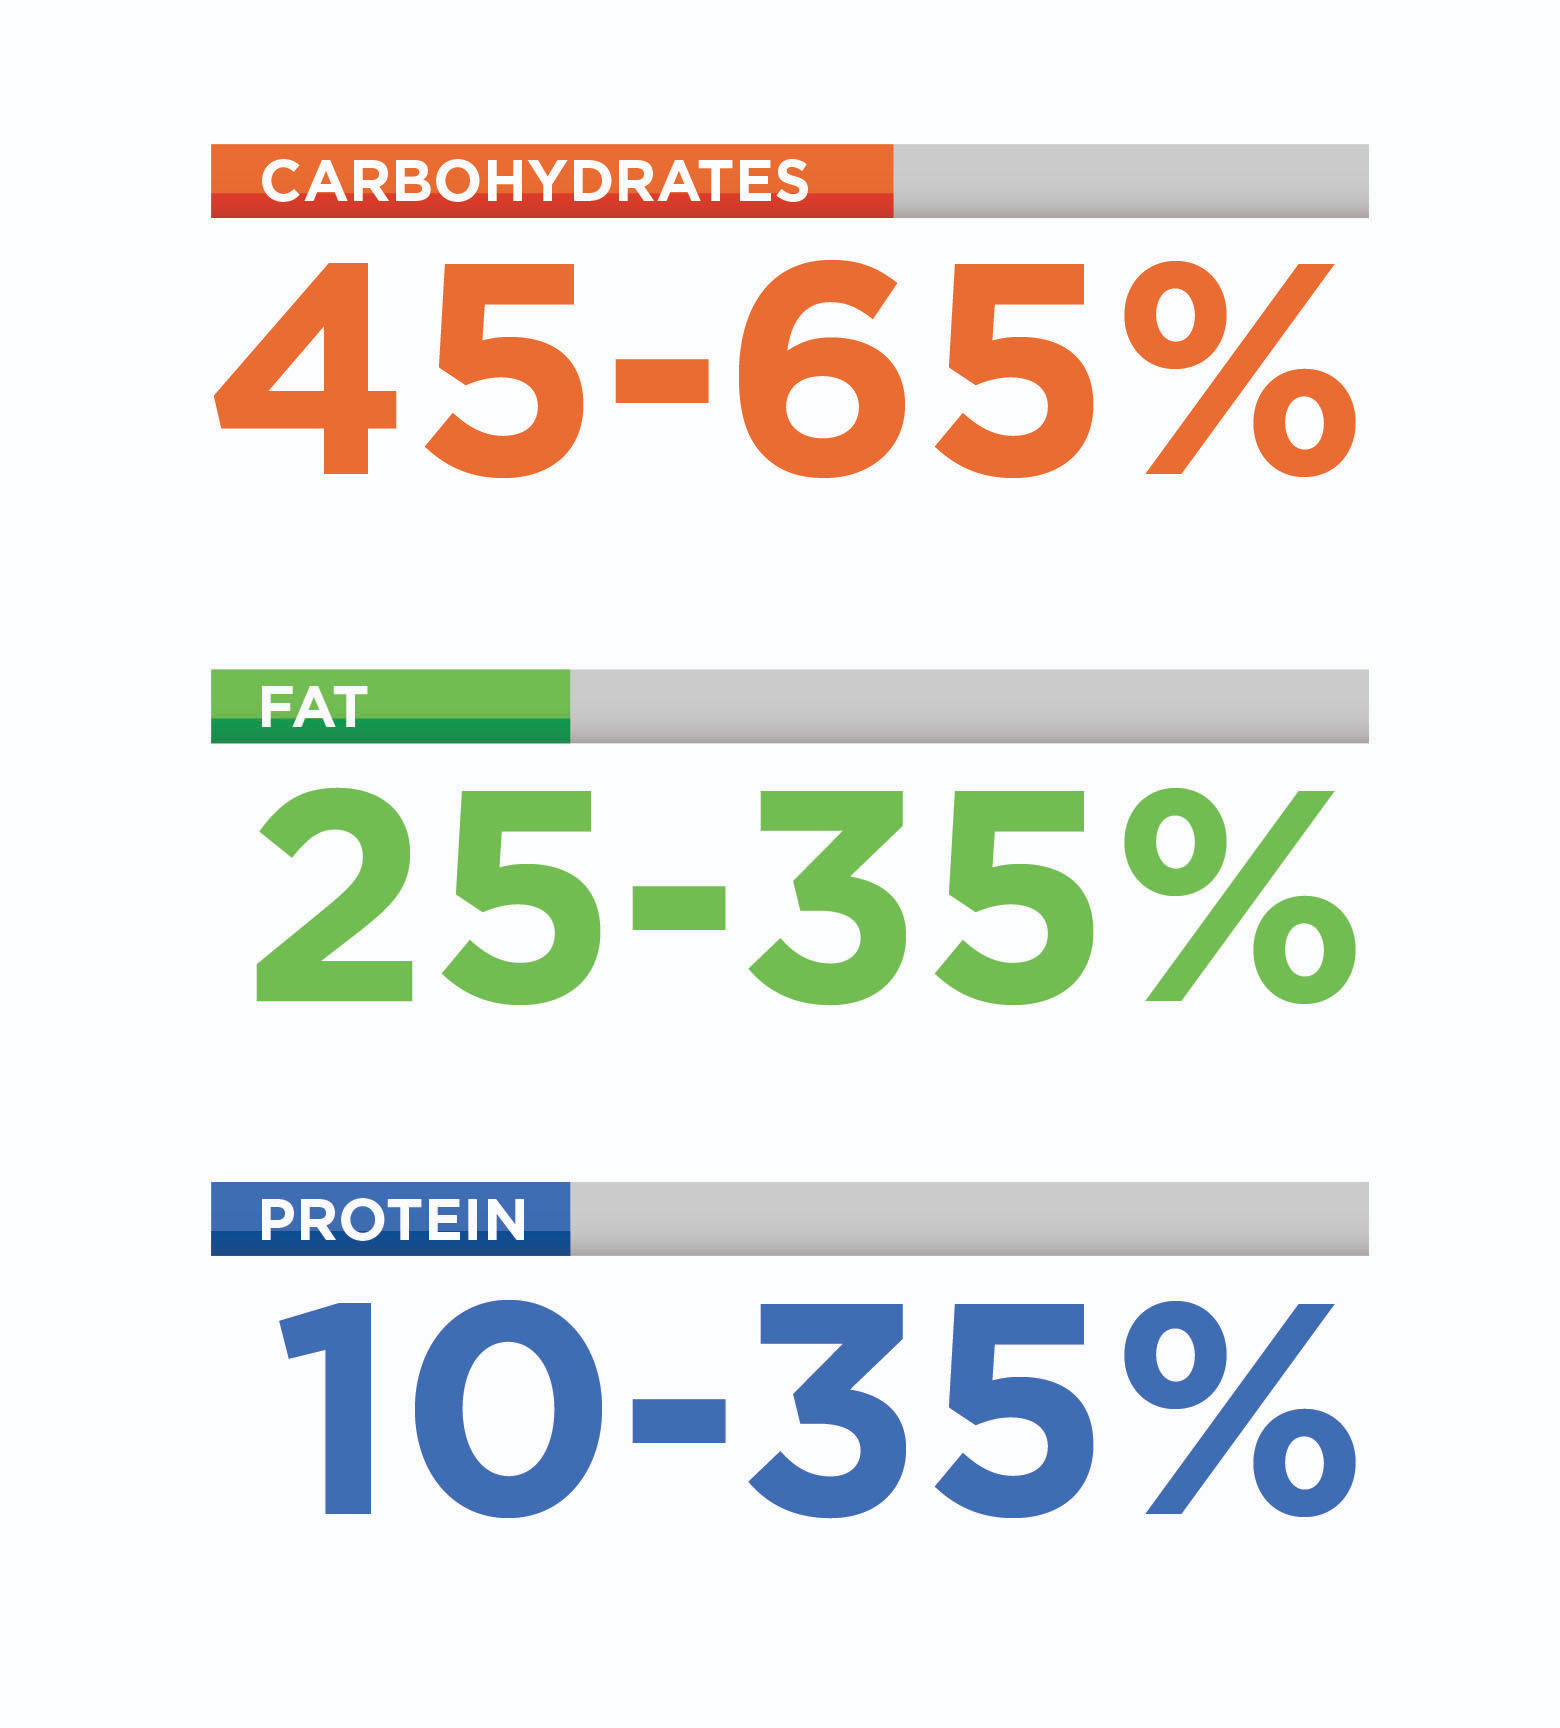 CARBOHYDRATES
45-65%
FAT
25-35%
PROTEIN
10-35%